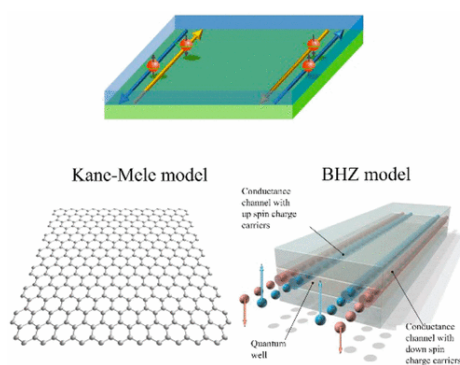 Kane-Mele model
BHZ model
Conductance
channel with
up spin charge
carriers
Quantum
well
Conductance
channel with
down spin
charge carriers